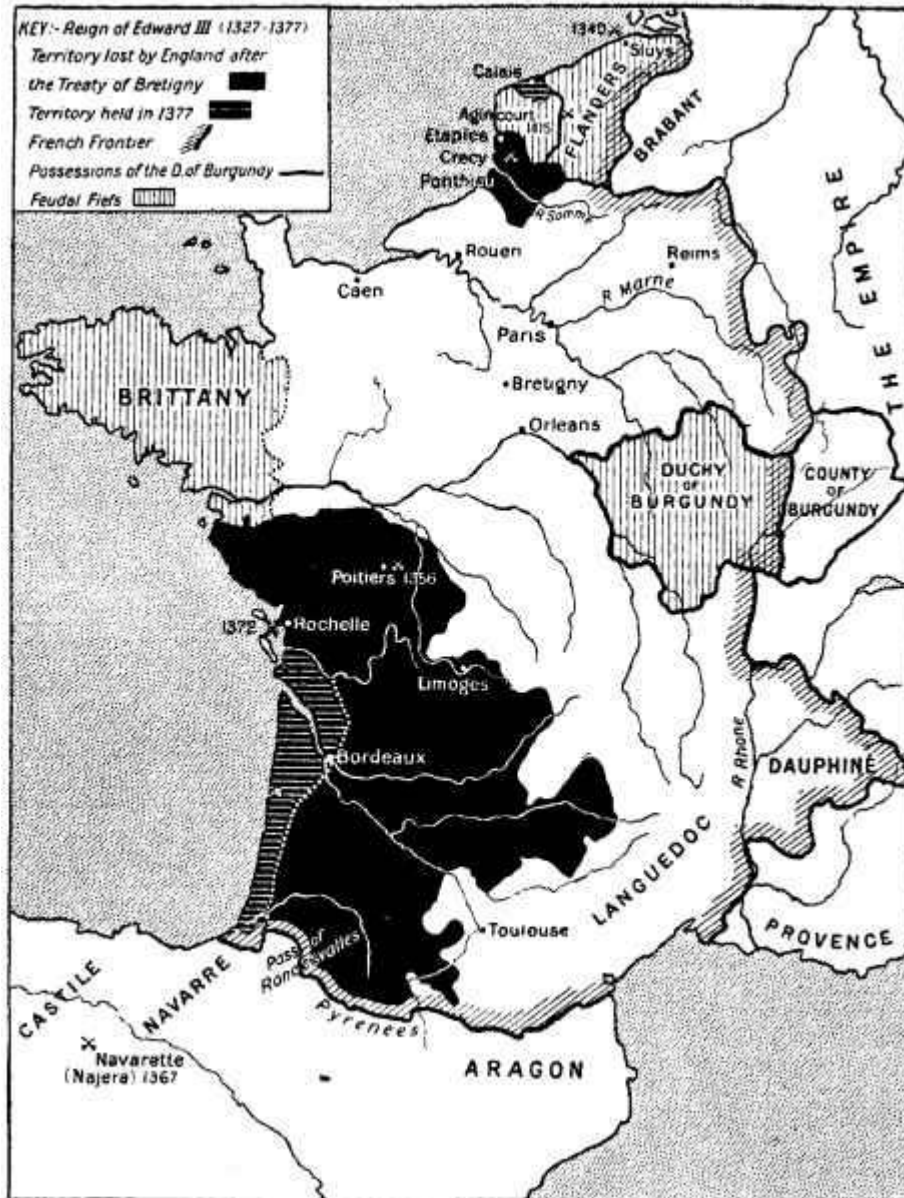 KEY:- Reign of Edward III (1327-1377)
Territory lost by England after
the Treaty of Bretigny
Territory held in 1377
French Frontier
Possessions of the D. of Burgundy
Feudal Fiefs
1340
Sluys
Calais
FLANDERS
BRABANT
Agincourt
1415
Etaples
Crecy
Ponthieu
R Somme
THE EMPIRE
Rouen
Reims
Caen
R Marne
Paris
BRITTANY
Bretigny
Orleans
DUCHY
OF
BURGUNDY
COUNTY
OF
BURGUNDY
Poitiers 1356
1372
Rochelle
Limoges
Bordeaux
R Rhone
DAUPHINE
LANGUEDOC
Toulouse
PROVENCE
Pass of
Roncesvalles
CASTILE
NAVARRE
Pyrenees
Navarette
(Najera) 1367
ARAGON